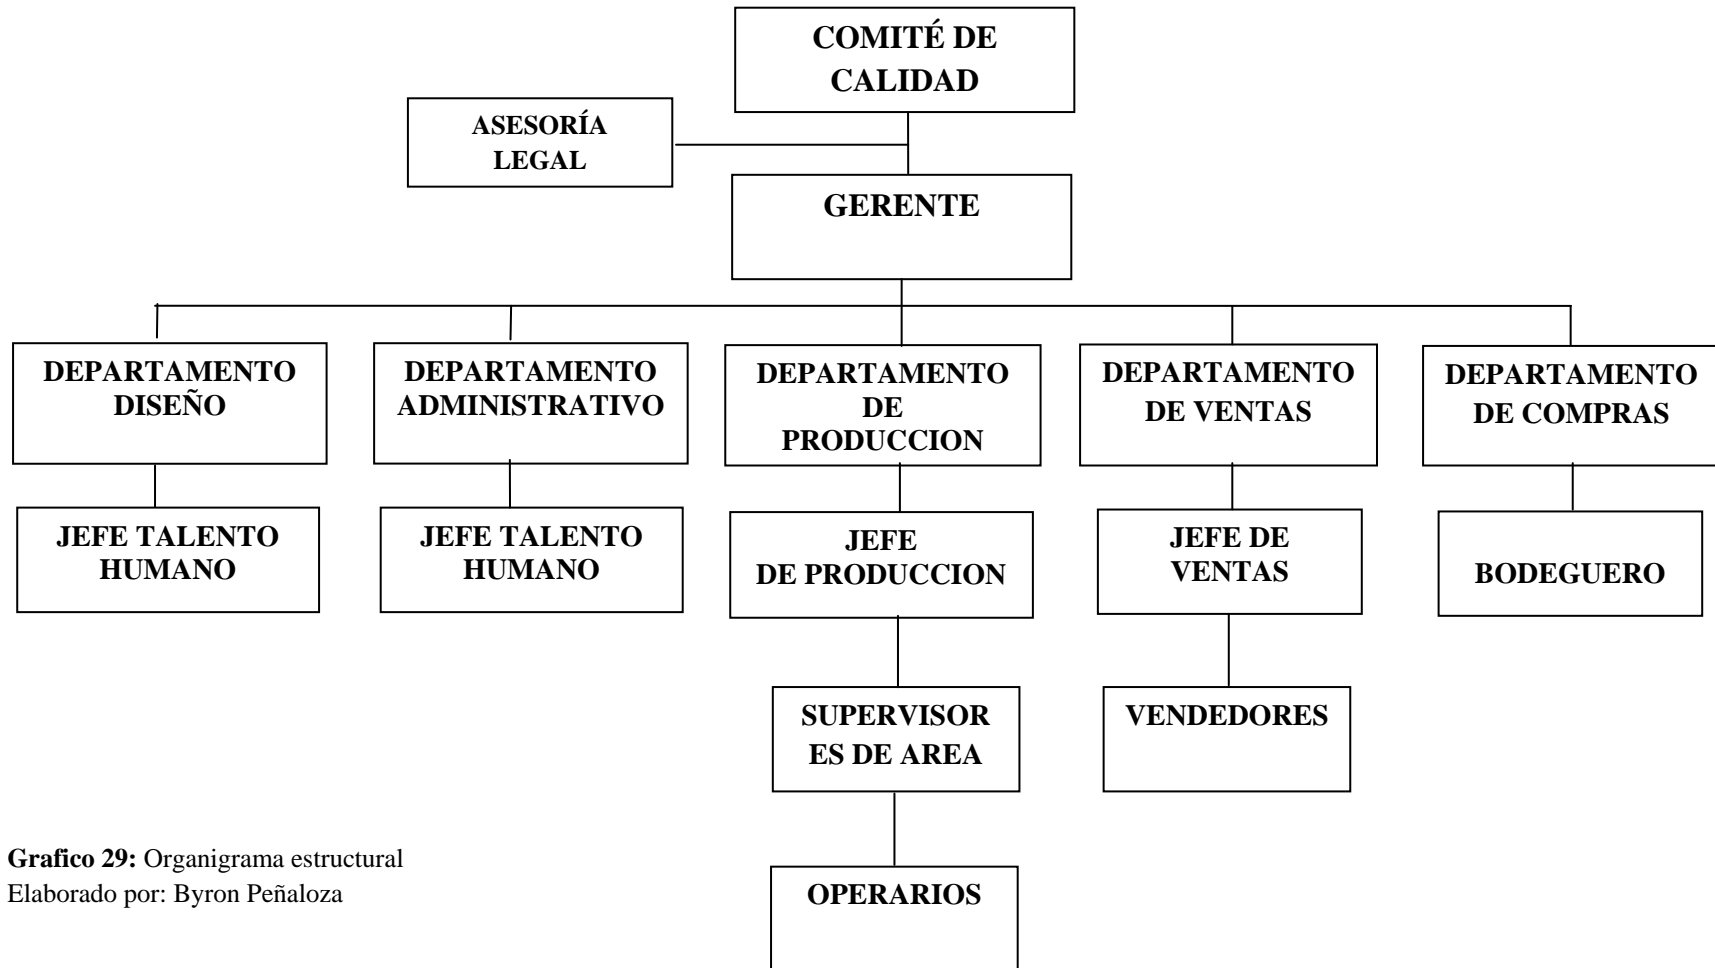 COMITÉ DE
CALIDAD
ASESORÍA
LEGAL
GERENTE
DEPARTAMENTO
DISEÑO
DEPARTAMENTO
ADMINISTRATIVO
DEPARTAMENTO
DE
PRODUCCION
DEPARTAMENTO
DE VENTAS
DEPARTAMENTO
DE COMPRAS
JEFE TALENTO
HUMANO
JEFE TALENTO
HUMANO
JEFE
DE PRODUCCION
JEFE DE
VENTAS
BODEGUERO
SUPERVISOR
ES DE AREA
VENDEDORES
OPERARIOS
Grafico 29: Organigrama estructural
Elaborado por: Byron Peñaloza